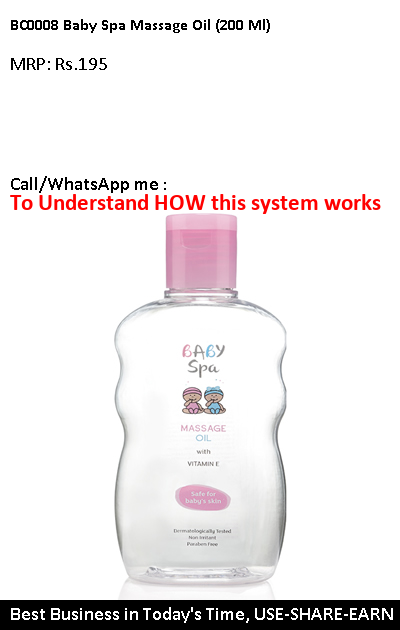 BC0008 Baby Spa Massage Oil (200 Ml)
MRP: Rs.195
Call/WhatsApp me :
To Understand HOW this system works
BABY
Spa
MASSAGE
OIL
with
VITAMIN E
Safe for
baby's skin
Dermatologically Tested
Non Irritant
Paraben Free
Best Business in Today's Time, USE-SHARE-EARN